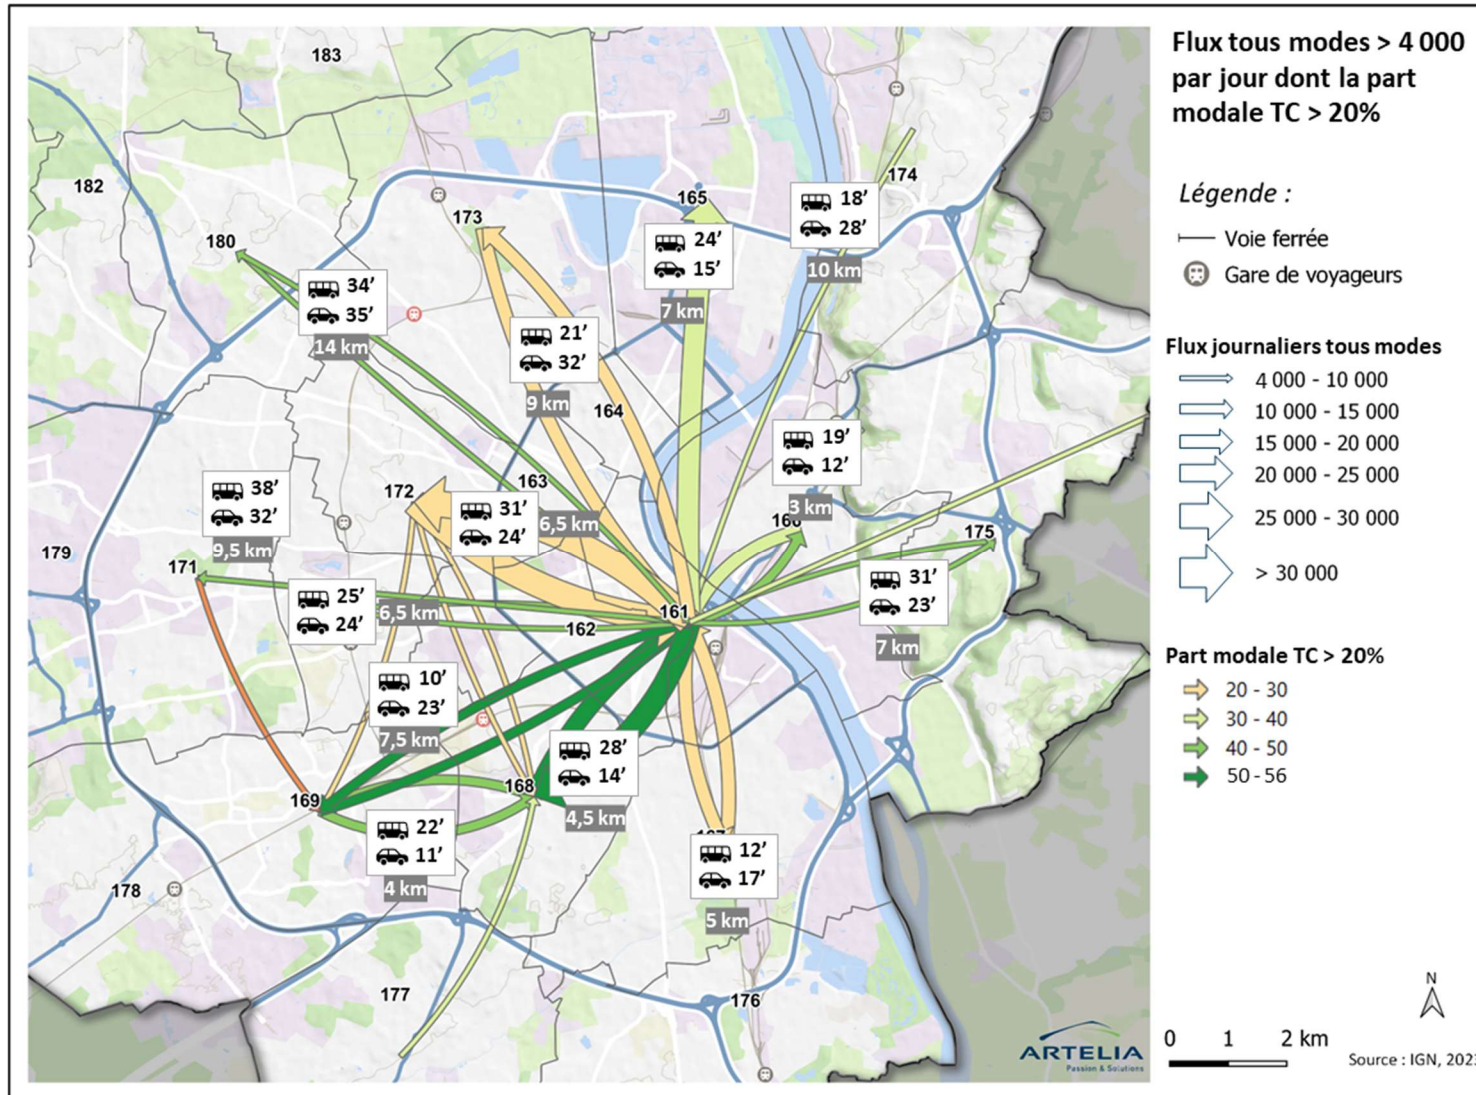 Flux tous modes > 4 000
par jour dont la part
modale TC > 20%
Légende :
Voie ferrée
Gare de voyageurs
Flux journaliers tous modes
4 000 - 10 000
10 000 - 15 000
15 000 - 20 000
20 000 - 25 000
25 000 - 30 000
> 30 000
Part modale TC > 20%
20 - 30
30 - 40
40 - 50
50 - 56
N
0 1 2 km
Source : IGN, 2023
183
182
174
165
173
180
18’
28’
10 km
24’
15’
7 km
34’
35’
14 km
21’
32’
9 km
164
19’
12’
3 km
163
172
31’
24’
6,5 km
38’
32’
9,5 km
166
175
179
171
31’
23’
7 km
25’
24’
6,5 km
161
162
10’
23’
7,5 km
28’
14’
4,5 km
168
169
22’
11’
4 km
12’
17’
5 km
178
177
176
ARTELIA
Passion & Solutions